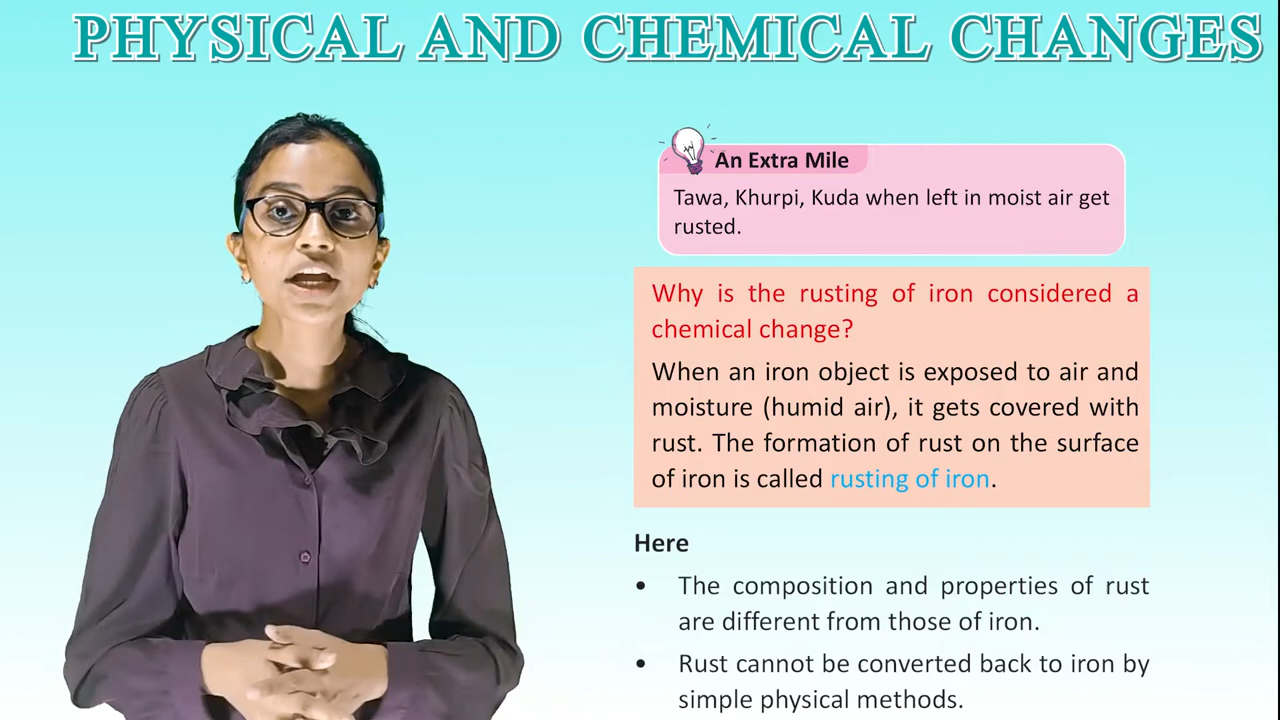 PHYSICAL AND CHEMICAL CHANGES
An Extra Mile
Tawa, Khurpi, Kuda when left in moist air get
rusted.
Why is the rusting of iron considered a
chemical change?
When an iron object is exposed to air and
moisture (humid air), it gets covered with
rust. The formation of rust on the surface
of iron is called rusting of iron.
Here
• The composition and properties of rust
are different from those of iron.
• Rust cannot be converted back to iron by
simple physical methods.